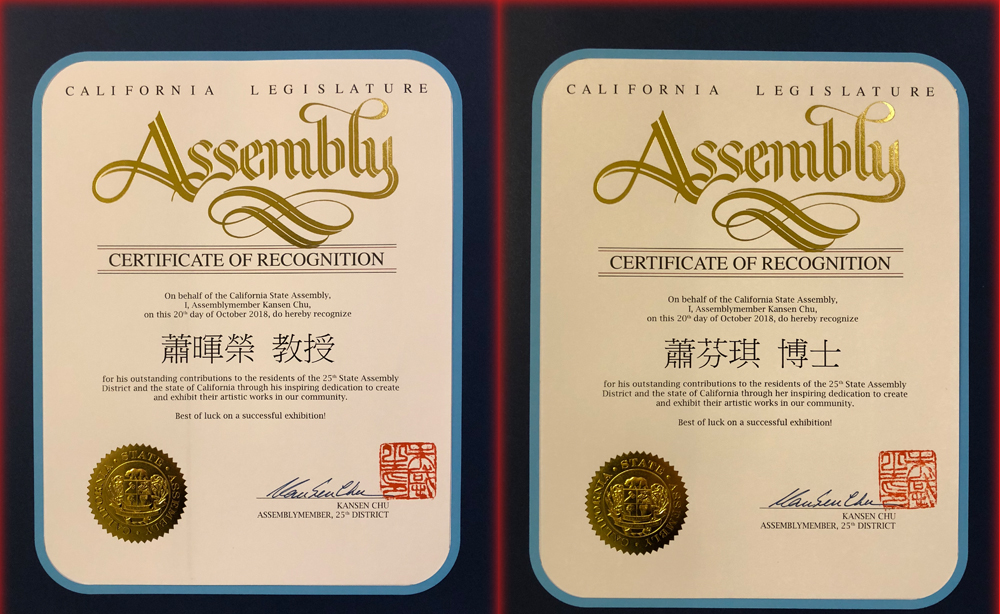 CALIFORNIA LEGISLATURE
Assembly
CERTIFICATE OF RECOGNITION
On behalf of the California State Assembly,
I, Assemblymember Kansen Chu,
on this 20th day of October 2018, do hereby recognize
蕭暉榮 教授
for his outstanding contributions to the residents of the 25th State Assembly
District and the state of California through his inspiring dedication to create
and exhibit their artistic works in our community.
Best of luck on a successful exhibition!
KanSen Chu
KANSEN CHU
ASSEMBLYMEMBER, 25th DISTRICT
CALIFORNIA LEGISLATURE
Assembly
CERTIFICATE OF RECOGNITION
On behalf of the California State Assembly,
I, Assemblymember Kansen Chu,
on this 20th day of October 2018, do hereby recognize
蕭芬琪 博士
for his outstanding contributions to the residents of the 25th State Assembly
District and the state of California through her inspiring dedication to create
and exhibit their artistic works in our community.
Best of luck on a successful exhibition!
STATE
KanSen Chu
KANSEN CHU
ASSEMBLYMEMBER, 25th DISTRICT